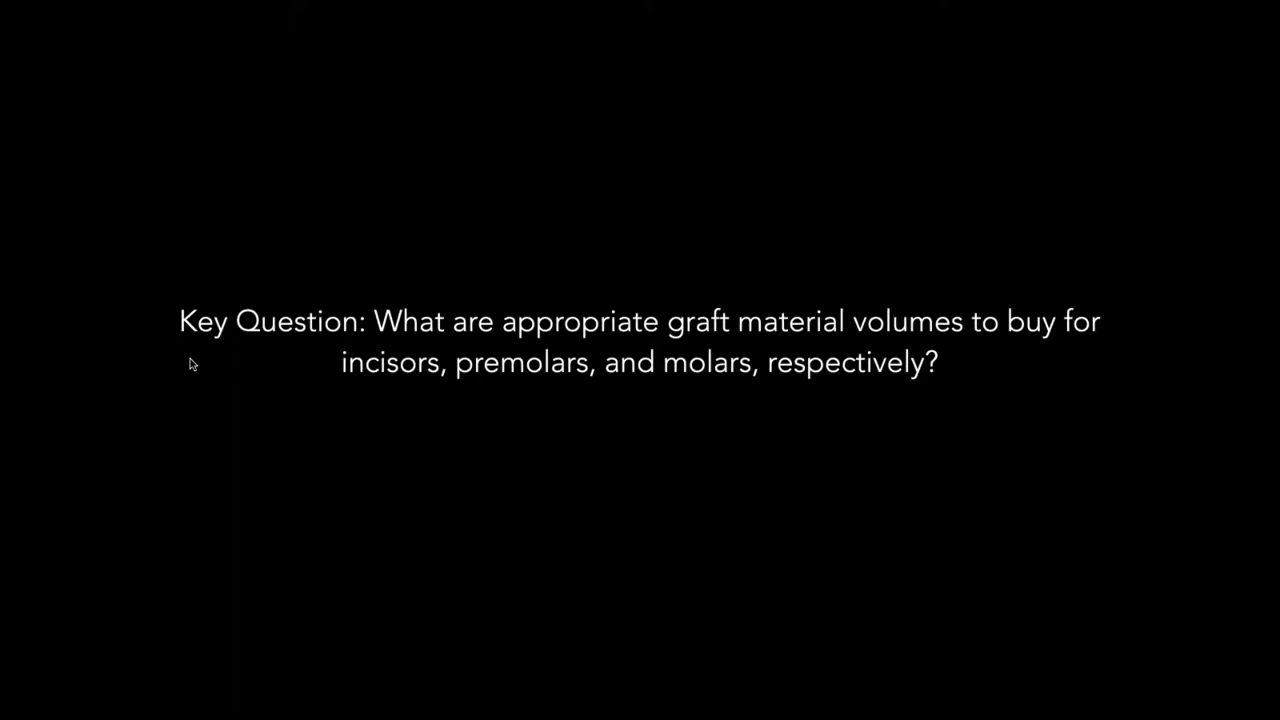 Key Question: What are appropriate graft material volumes to buy for
incisors, premolars, and molars, respectively?